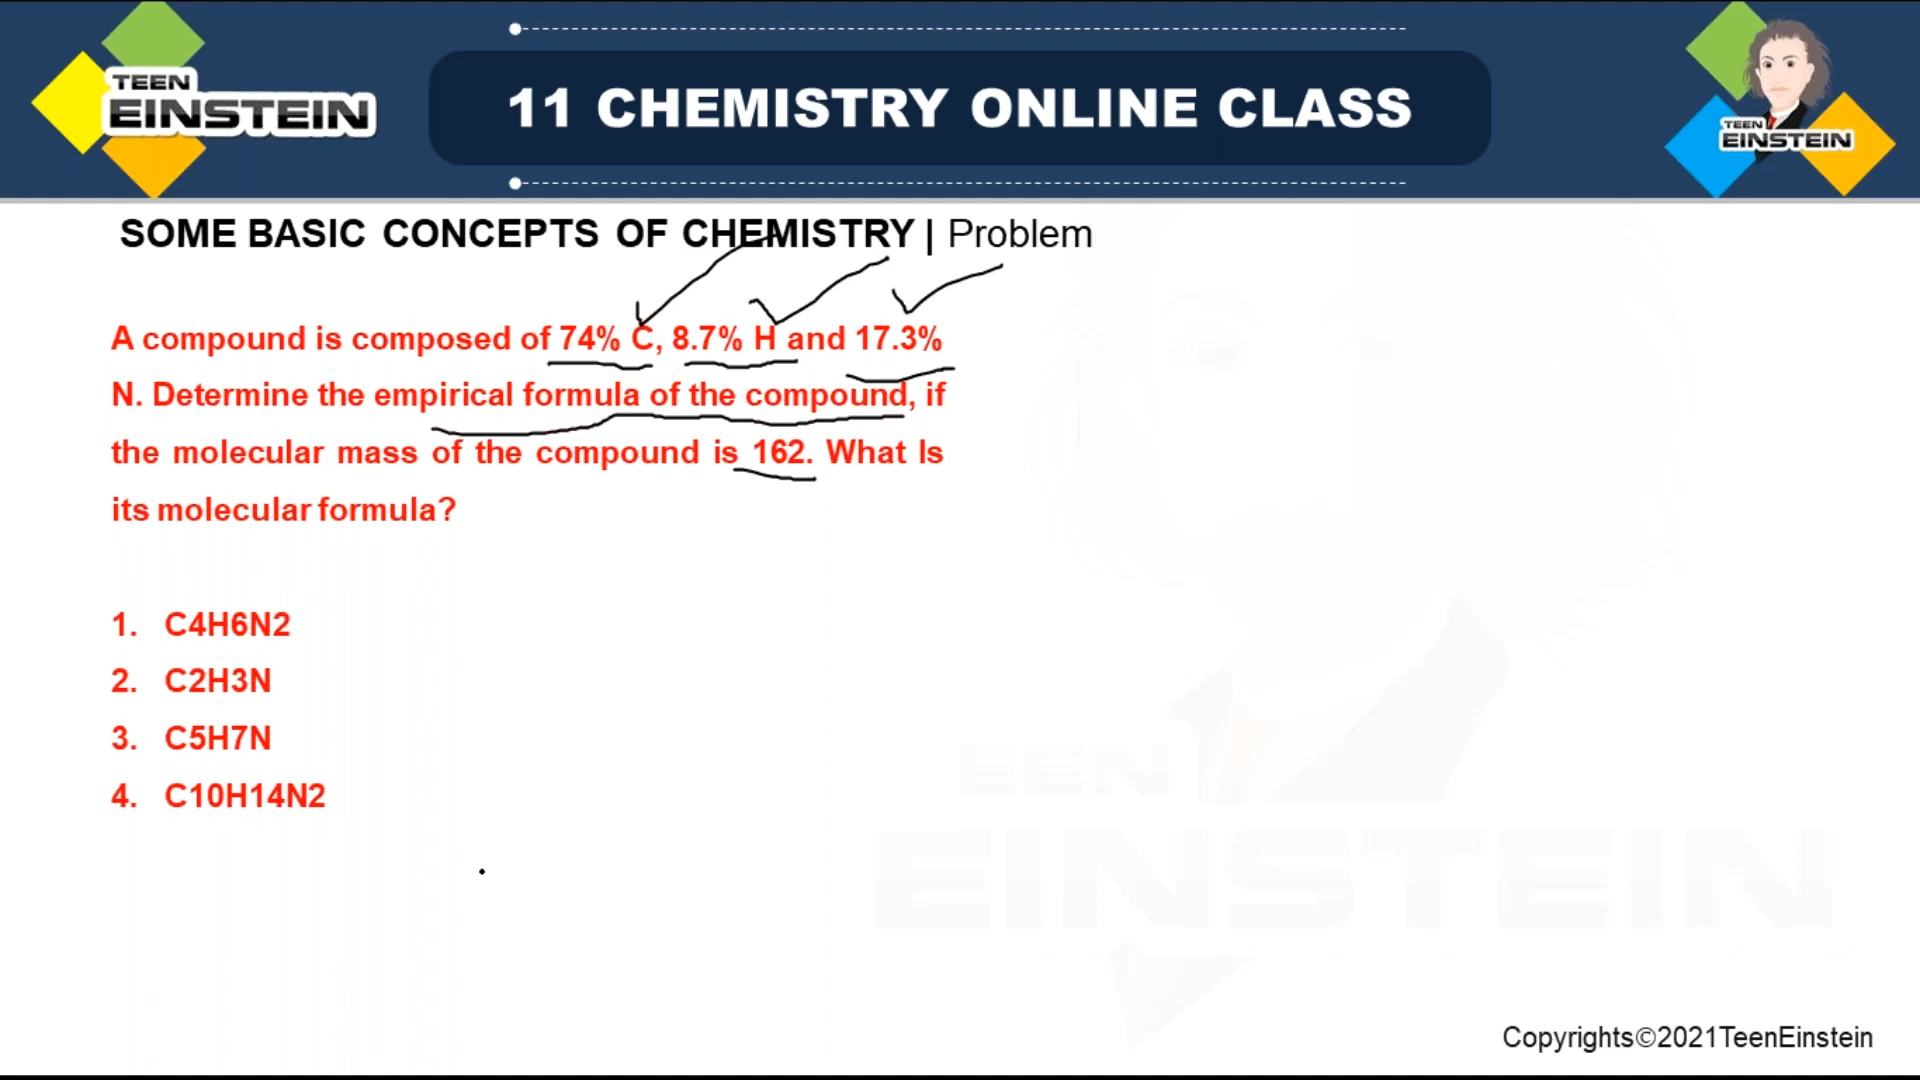 TEEN
EINSTEIN
11 CHEMISTRY ONLINE CLASS
TEEN
EINSTEIN
SOME BASIC CONCEPTS OF CHEMISTRY | Problem
A compound is composed of 74% C, 8.7% H and 17.3%
N. Determine the empirical formula of the compound, if
the molecular mass of the compound is 162. What Is
its molecular formula?
1. C4H6N2
2. C2H3N
3. C5H7N
4. C10H14N2
EEN
EINSTEIN
Copyrights©2021TeenEinstein